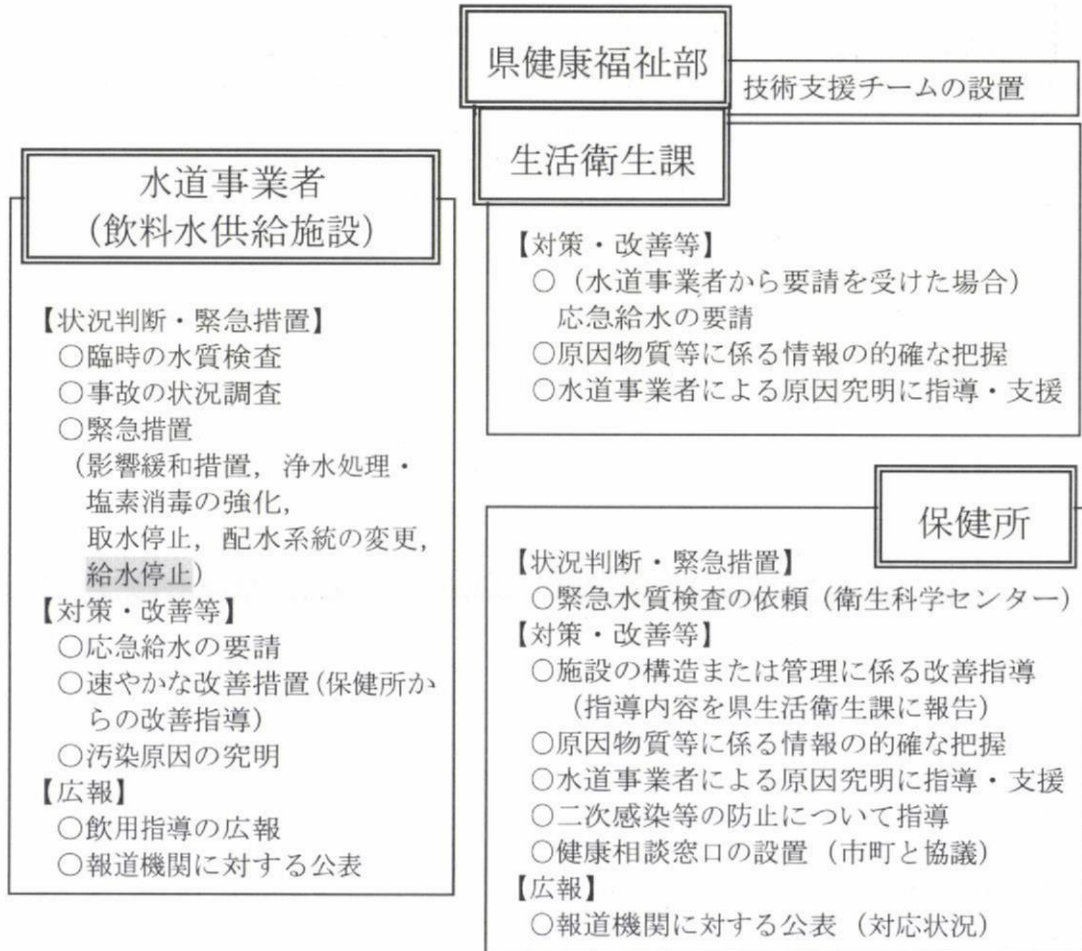 県健康福祉部
技術支援チームの設置
生活衛生課
【対策・改善等】
○（水道事業者から要請を受けた場合）
応急給水の要請
○原因物質等に係る情報の的確な把握
○水道事業者による原因究明に指導・支援
水道事業者
（飲料水供給施設）
【状況判断・緊急措置】
○臨時の水質検査
○事故の状況調査
○緊急措置
（影響緩和措置，浄水処理・
塩素消毒の強化，
取水停止，配水系統の変更，
給水停止）
【対策・改善等】
○応急給水の要請
○速やかな改善措置（保健所か
らの改善指導）
○汚染原因の究明
【広報】
○飲用指導の広報
○報道機関に対する公表
保健所
【状況判断・緊急措置】
○緊急水質検査の依頼（衛生科学センター）
【対策・改善等】
○施設の構造または管理に係る改善指導
（指導内容を県生活衛生課に報告）
○原因物質等に係る情報の的確な把握
○水道事業者による原因究明に指導・支援
○二次感染等の防止について指導
○健康相談窓口の設置（市町と協議）
【広報】
○報道機関に対する公表（対応状況）